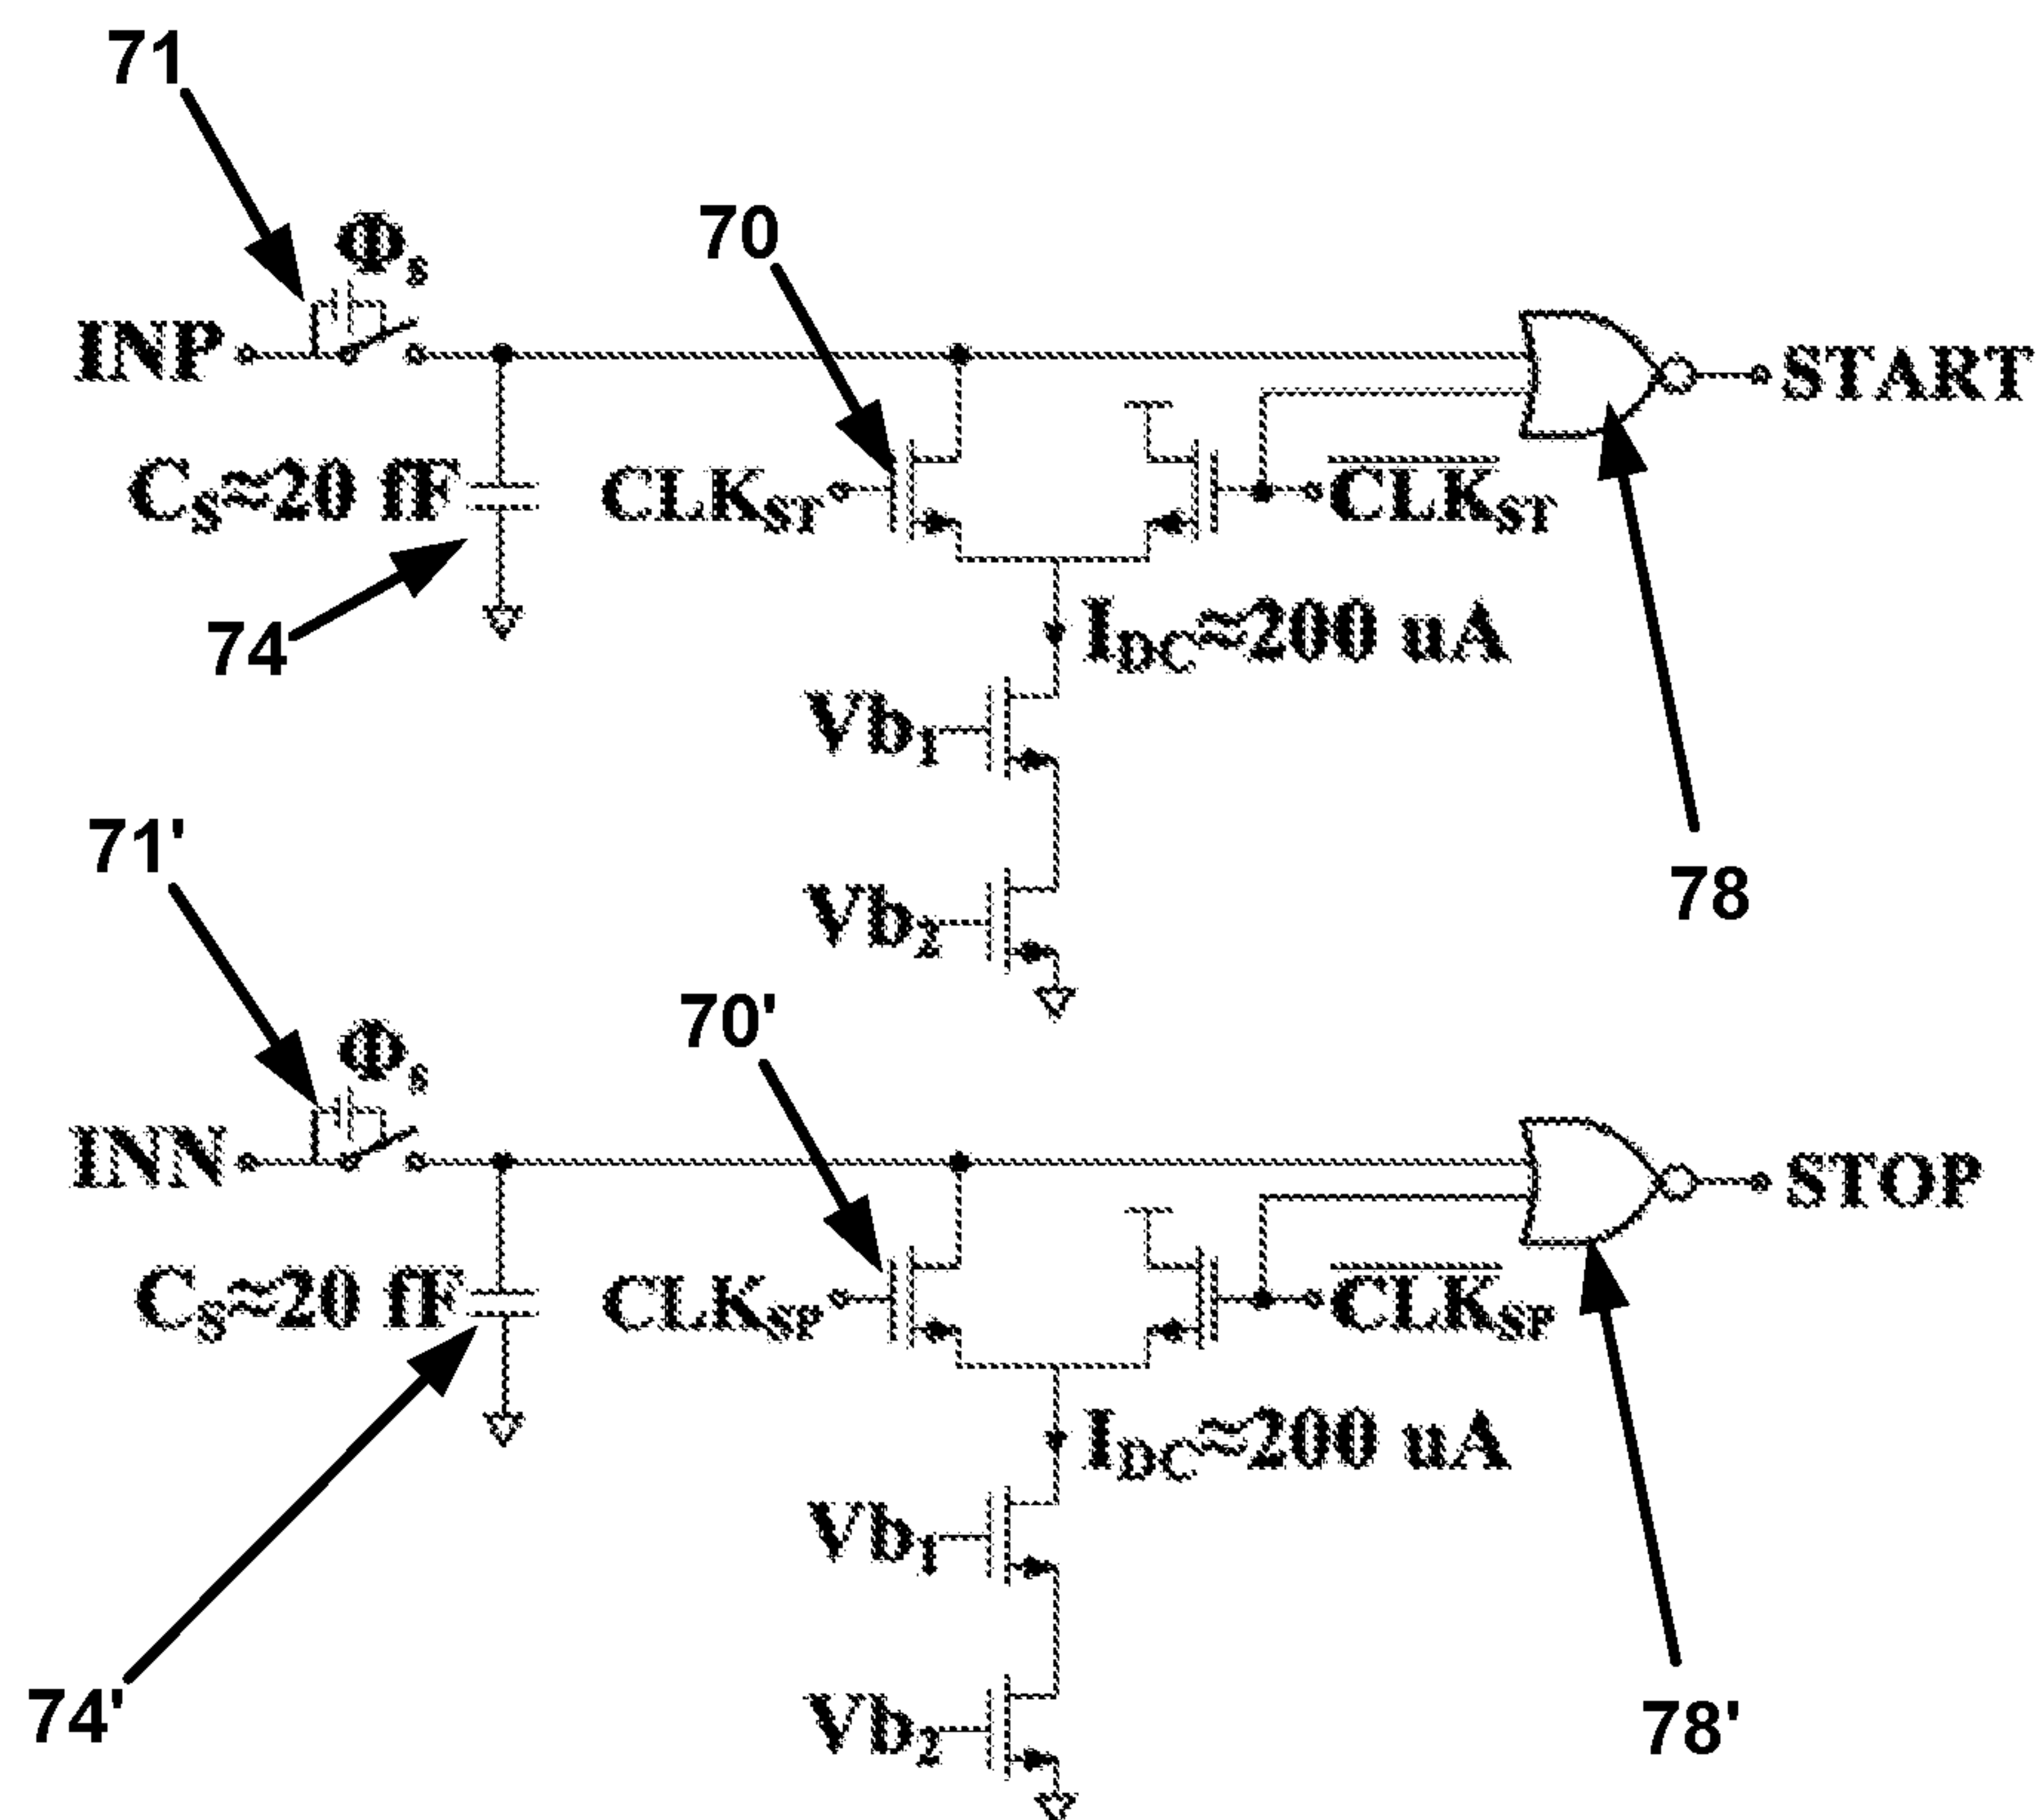 71
Φs
70
INP
START
CS≈20 fF
CLKST
CLKST
74
IDC≈200 uA
Vb1
71'
78
Vb2
70'
Φs
INN
STOP
CS≈20 fF
CLKSP
CLKSP
IDC≈200 uA
Vb1
74'
78'
Vb2